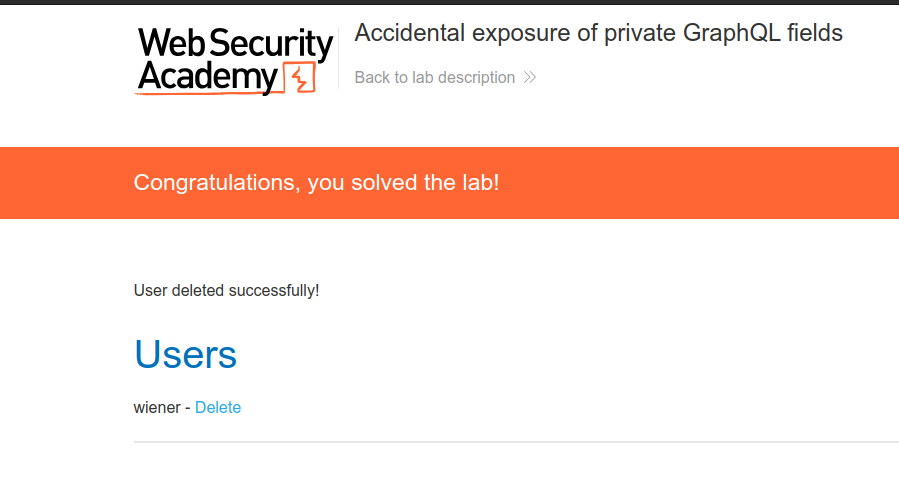 Web Security
Academy
Accidental exposure of private GraphQL fields
Back to lab description
Congratulations, you solved the lab!
User deleted successfully!
Users
wiener - Delete